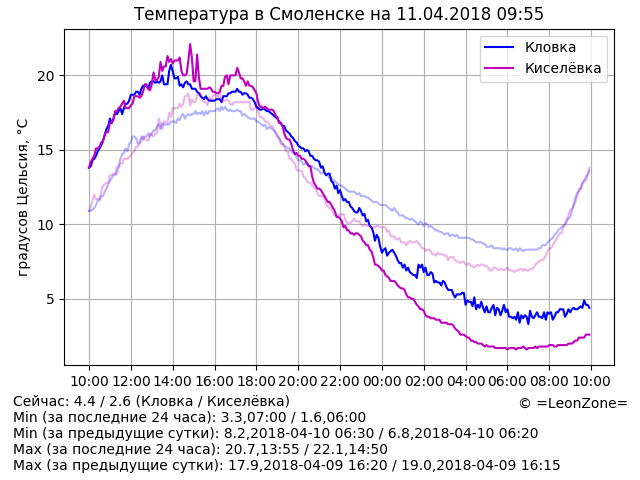 Температура в Смоленске на 11.04.2018 09:55
Кловка
Киселёвка
градусов Цельсия, °C
20
15
10
5
10:00 12:00 14:00 16:00 18:00 20:00 22:00 00:00 02:00 04:00 06:00 08:00 10:00
Сейчас: 4.4 / 2.6 (Кловка / Киселёвка)
© =LeonZone=
Min (за последние 24 часа): 3.3,07:00 / 1.6,06:00
Min (за предыдущие сутки): 8.2,2018-04-10 06:30 / 6.8,2018-04-10 06:20
Max (за последние 24 часа): 20.7,13:55 / 22.1,14:50
Max (за предыдущие сутки): 17.9,2018-04-09 16:20 / 19.0,2018-04-09 16:15